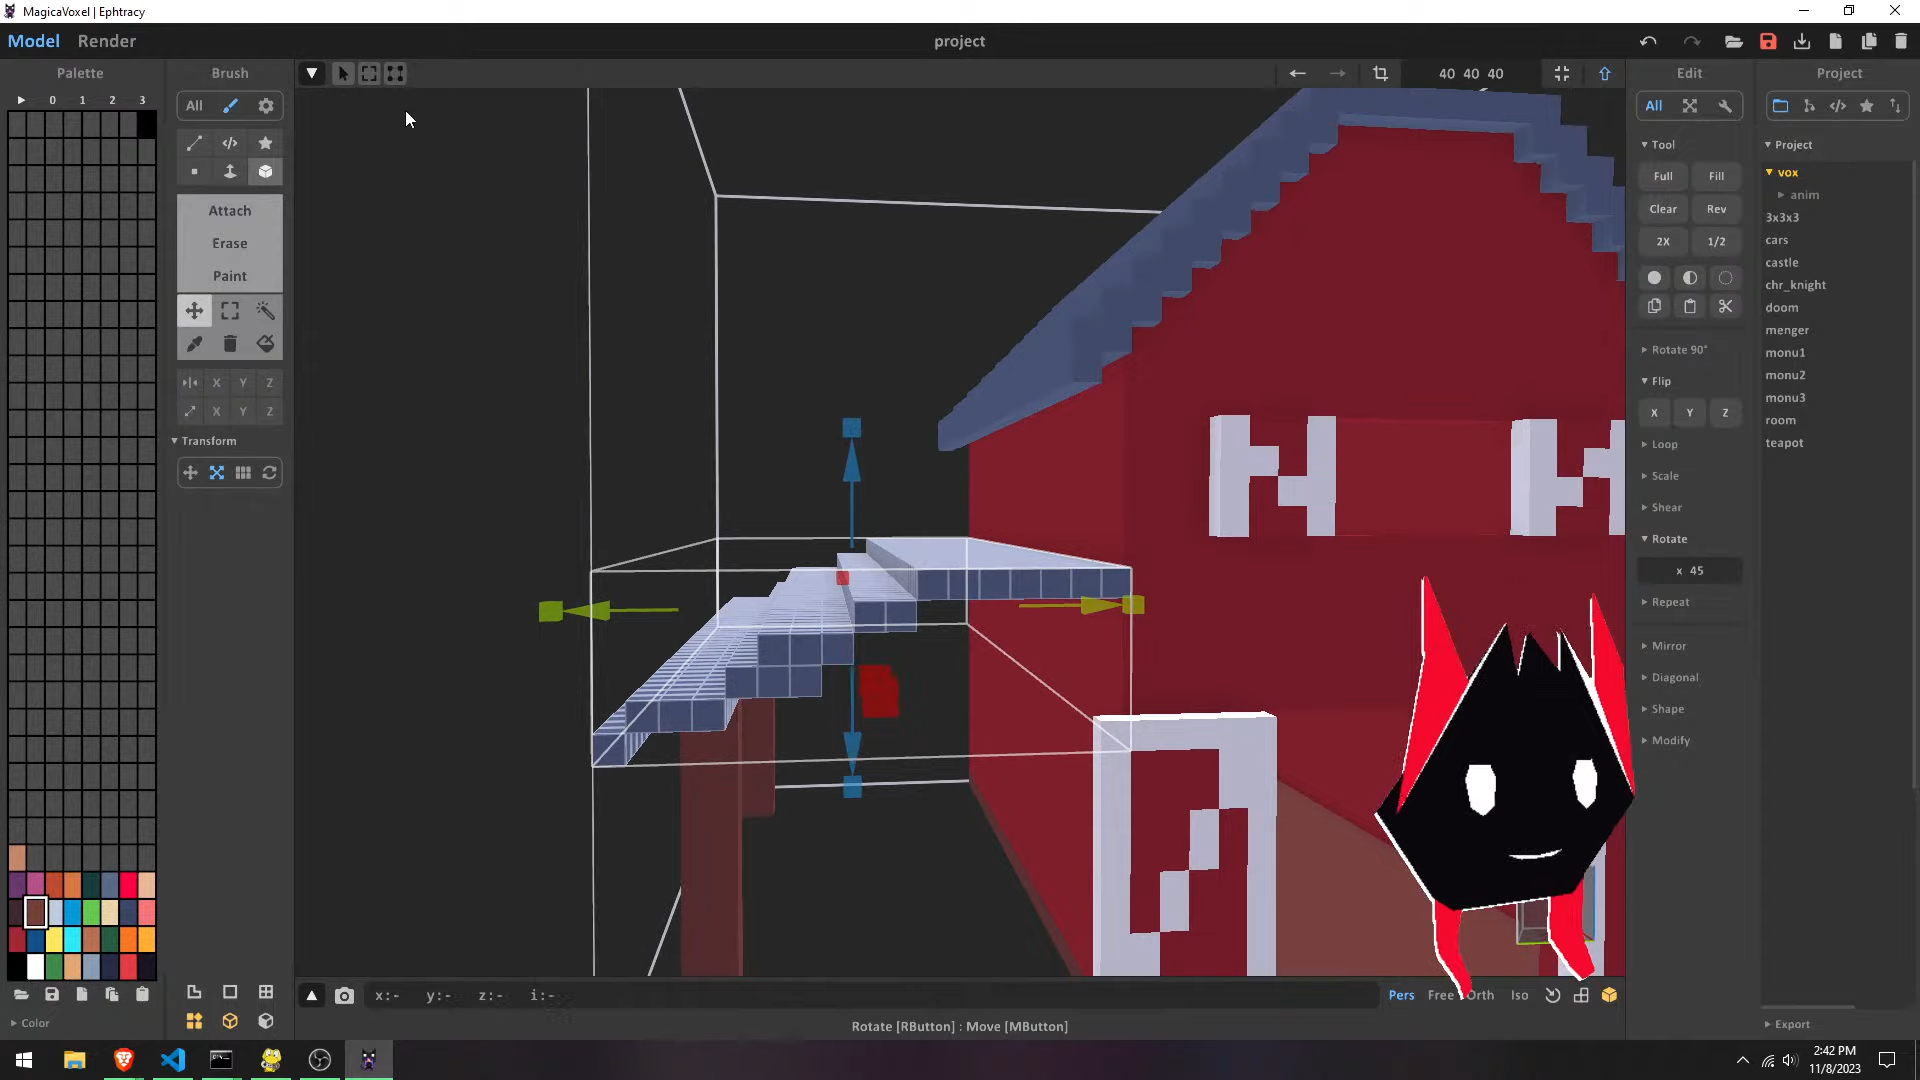 MagicaVoxel | Ephtracy
Model Render
project
Palette
Brush
40 40 40
Edit
Project
0 1 2 3
All
All
Tool
Project
Full Fill
vox
anim
Clear Rev
3x3x3
2X 1/2
cars
castle
chr_knight
doom
menger
monu1
monu2
monu3
room
teapot
Attach
Erase
Paint
X Y Z
X Y Z
Transform
Rotate 90°
Flip
X Y Z
Loop
Scale
Shear
Rotate
x 45
Repeat
Mirror
Diagonal
Shape
Modify
x:- y:- z:- i:-
Pers Free Orth Iso
Color
Rotate [RButton] : Move [MButton]
Export
2:42 PM
11/8/2023